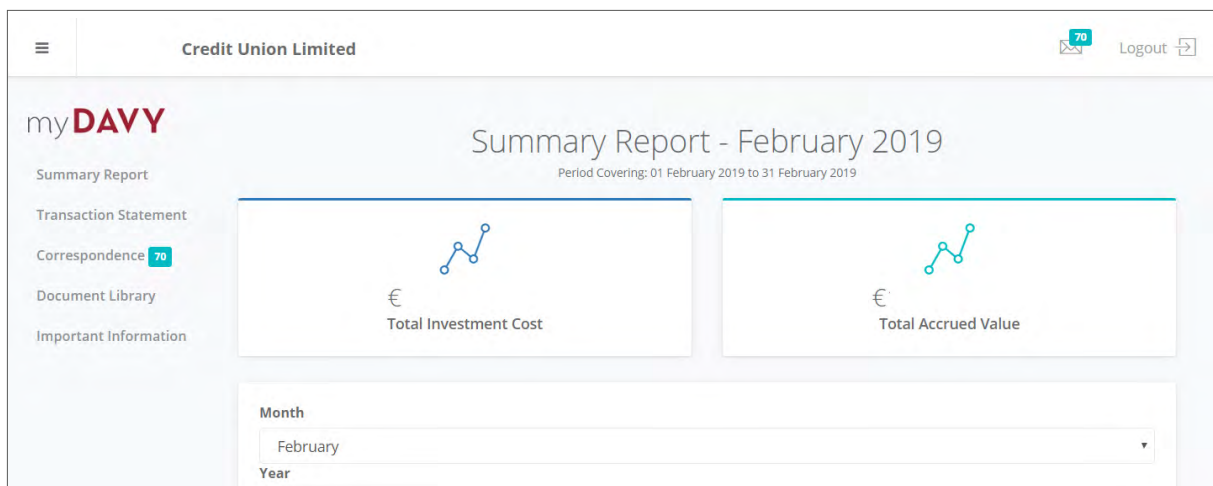 Credit Union Limited
70
Logout
myDAVY
Summary Report
Transaction Statement
Correspondence 70
Document Library
Important Information
Summary Report - February 2019
Period Covering: 01 February 2019 to 31 February 2019
€
Total Investment Cost
€
Total Accrued Value
Month
February
Year